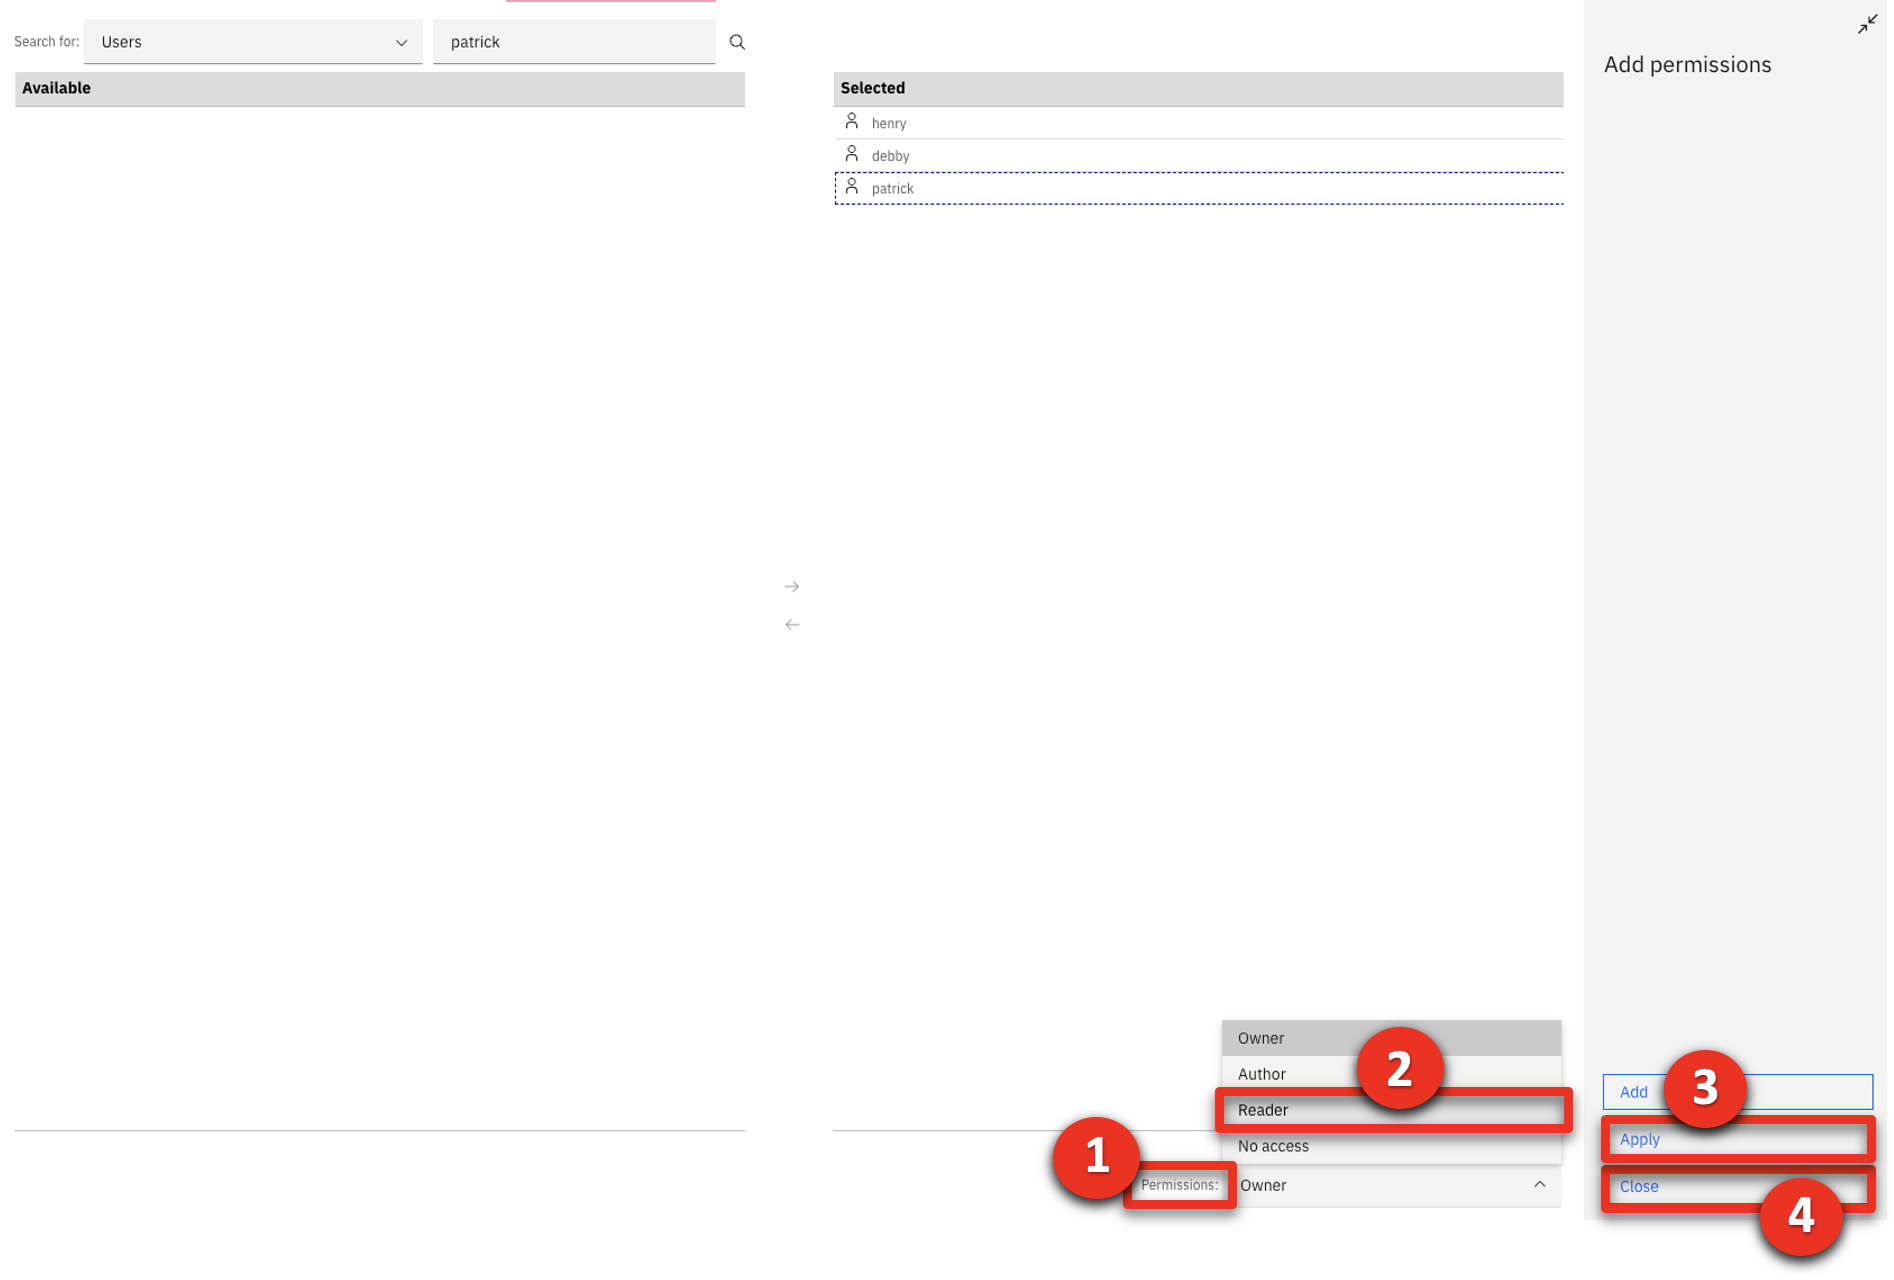 Search for: Users patrick
Available
Selected
henry
debby
patrick
Add permissions
Owner
Author
2
Reader
No access
1
Permissions: Owner
Add
3
Apply
Close
4